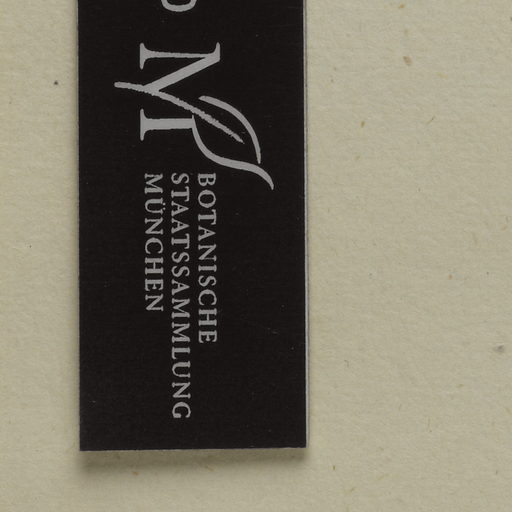 M
BOTANISCHE
STAATSSAMMLUNG
MÜNCHEN